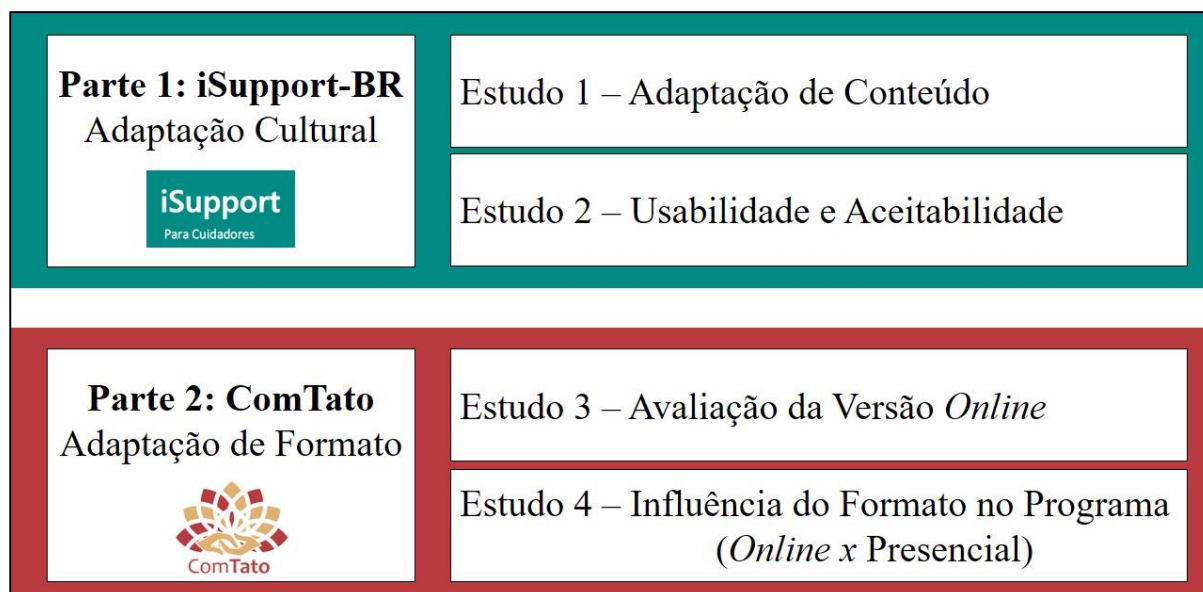 Parte 1: iSupport-BR
Adaptação Cultural
iSupport
Para Cuidadores
Estudo 1 – Adaptação de Conteúdo
Estudo 2 – Usabilidade e Aceitabilidade
Parte 2: ComTato
Adaptação de Formato
ComTato
Estudo 3 – Avaliação da Versão Online
Estudo 4 – Influência do Formato no Programa
(Online x Presencial)